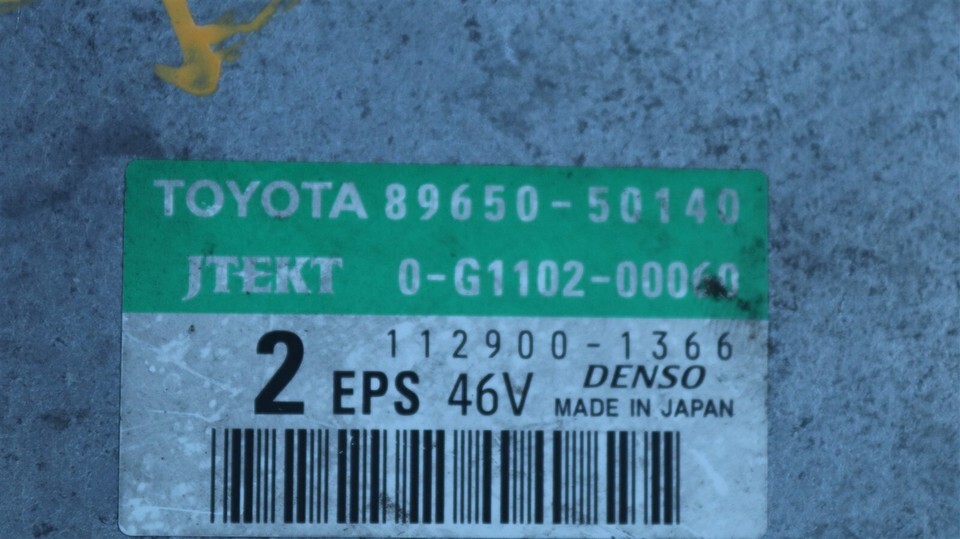 TOYOTA 89650-50140
JTEKT 0-G1102-00060
2 EPS 46V
112900-1366
DENSO
MADE IN JAPAN